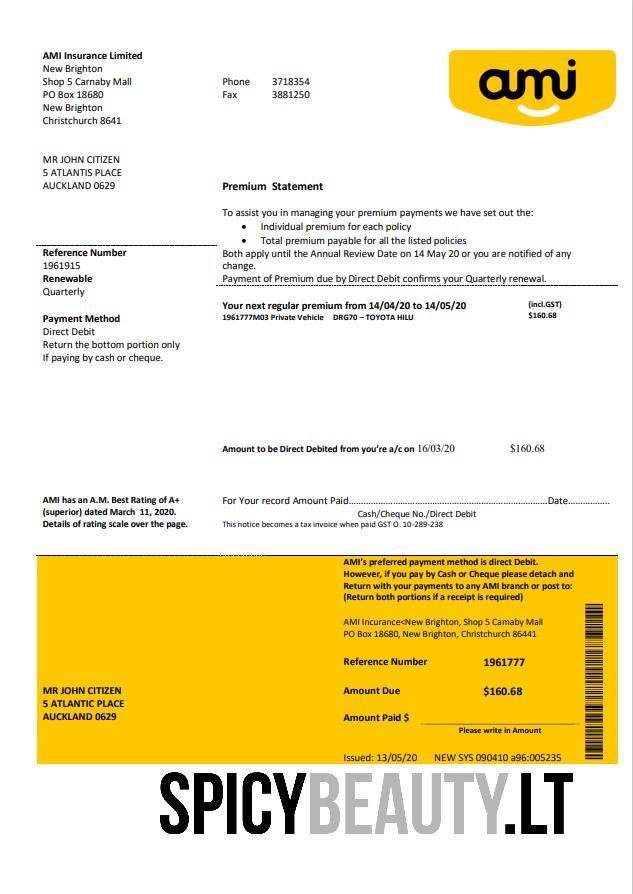 AMI Insurance Limited
New Brighton
Shop 5 Carnaby Mall
PO Box 18680
New Brighton
Christchurch 8641
Phone 3718354
Fax 3881250
ami
MR JOHN CITIZEN
5 ATLANTIS PLACE
AUCKLAND 0629
Premium Statement
To assist you in managing your premium payments we have set out the:
• Individual premium for each policy
• Total premium payable for all the listed policies
Both apply until the Annual Review Date on 14 May 20 or you are notified of any
change.
Payment of Premium due by Direct Debit confirms your Quarterly renewal.
Reference Number
1961915
Renewable
Quarterly
Payment Method
Direct Debit
Return the bottom portion only
If paying by cash or cheque.
Your next regular premium from 14/04/20 to 14/05/20 (incl.GST)
1961777M03 Private Vehicle DRG70 – TOYOTA HILU $160.68
Amount to be Direct Debited from you're a/c on 16/03/20 $160.68
AMI has an A.M. Best Rating of A+
(superior) dated March 11, 2020.
Details of rating scale over the page.
For Your record Amount Paid..........................................................................Date...............
Cash/Cheque No./Direct Debit
This notice becomes a tax invoice when paid GST O. 10-289-238
AMI's preferred payment method is direct Debit.
However, if you pay by Cash or Cheque please detach and
Return with your payments to any AMI branch or post to:
(Return both portions if a receipt is required)
AMI Insurance<New Brighton, Shop 5 Camaby Mall
PO Box 18680, New Brighton, Christchurch 86441
Reference Number 1961777
MR JOHN CITIZEN
5 ATLANTIC PLACE
AUCKLAND 0629
Amount Due $160.68
Amount Paid $
Please write in Amount
Issued: 13/05/20 NEW SYS 090410 a96:005235
SPICYBEAUTY.LT